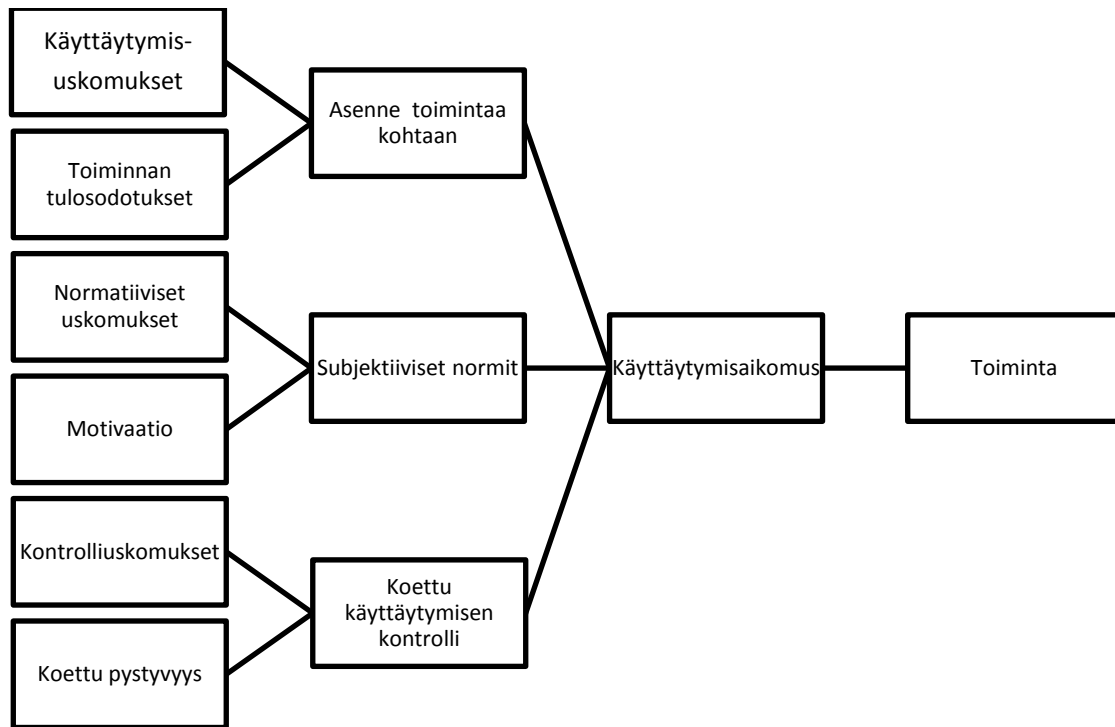 Käyttäytymis-
uskomukset
Toiminnan
tulosodotukset
Normatiiviset
uskomukset
Motivaatio
Kontrolliuskomukset
Koettu pystyvyys
Asenne toimintaa
kohtaan
Subjektiiviset normit
Koettu
käyttäytymisen
kontrolli
Käyttäytymisaikomus
Toiminta